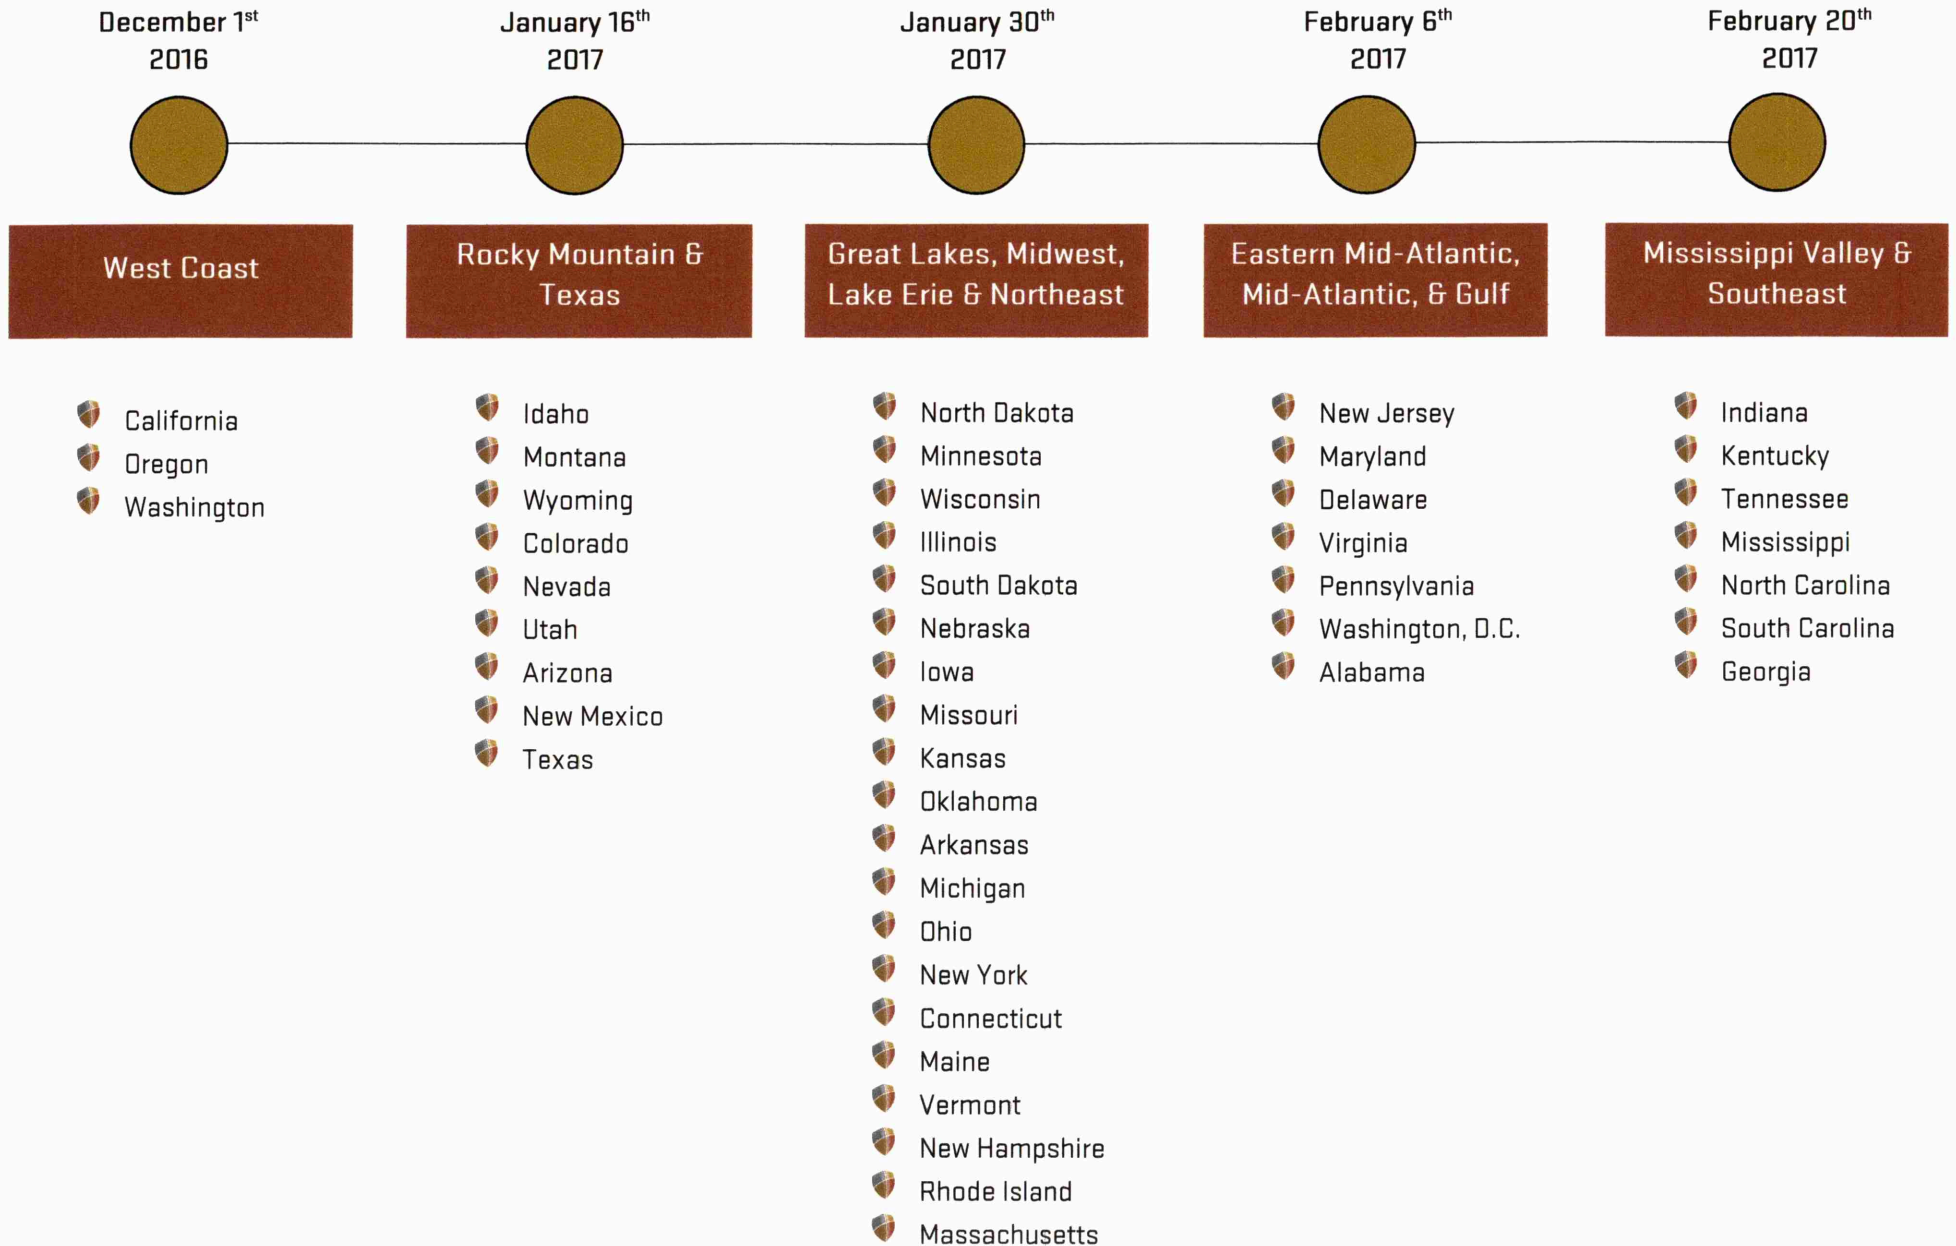 December 1st
2016
January 16th
2017
January 30th
2017
February 6th
2017
February 20th
2017
West Coast
Rocky Mountain &
Texas
Great Lakes, Midwest,
Lake Erie & Northeast
Eastern Mid-Atlantic,
Mid-Atlantic, & Gulf
Mississippi Valley &
Southeast
California
Oregon
Washington
Idaho
Montana
Wyoming
Colorado
Nevada
Utah
Arizona
New Mexico
Texas
North Dakota
Minnesota
Wisconsin
Illinois
South Dakota
Nebraska
Iowa
Missouri
Kansas
Oklahoma
Arkansas
Michigan
Ohio
New York
Connecticut
Maine
Vermont
New Hampshire
Rhode Island
Massachusetts
New Jersey
Maryland
Delaware
Virginia
Pennsylvania
Washington, D.C.
Alabama
Indiana
Kentucky
Tennessee
Mississippi
North Carolina
South Carolina
Georgia